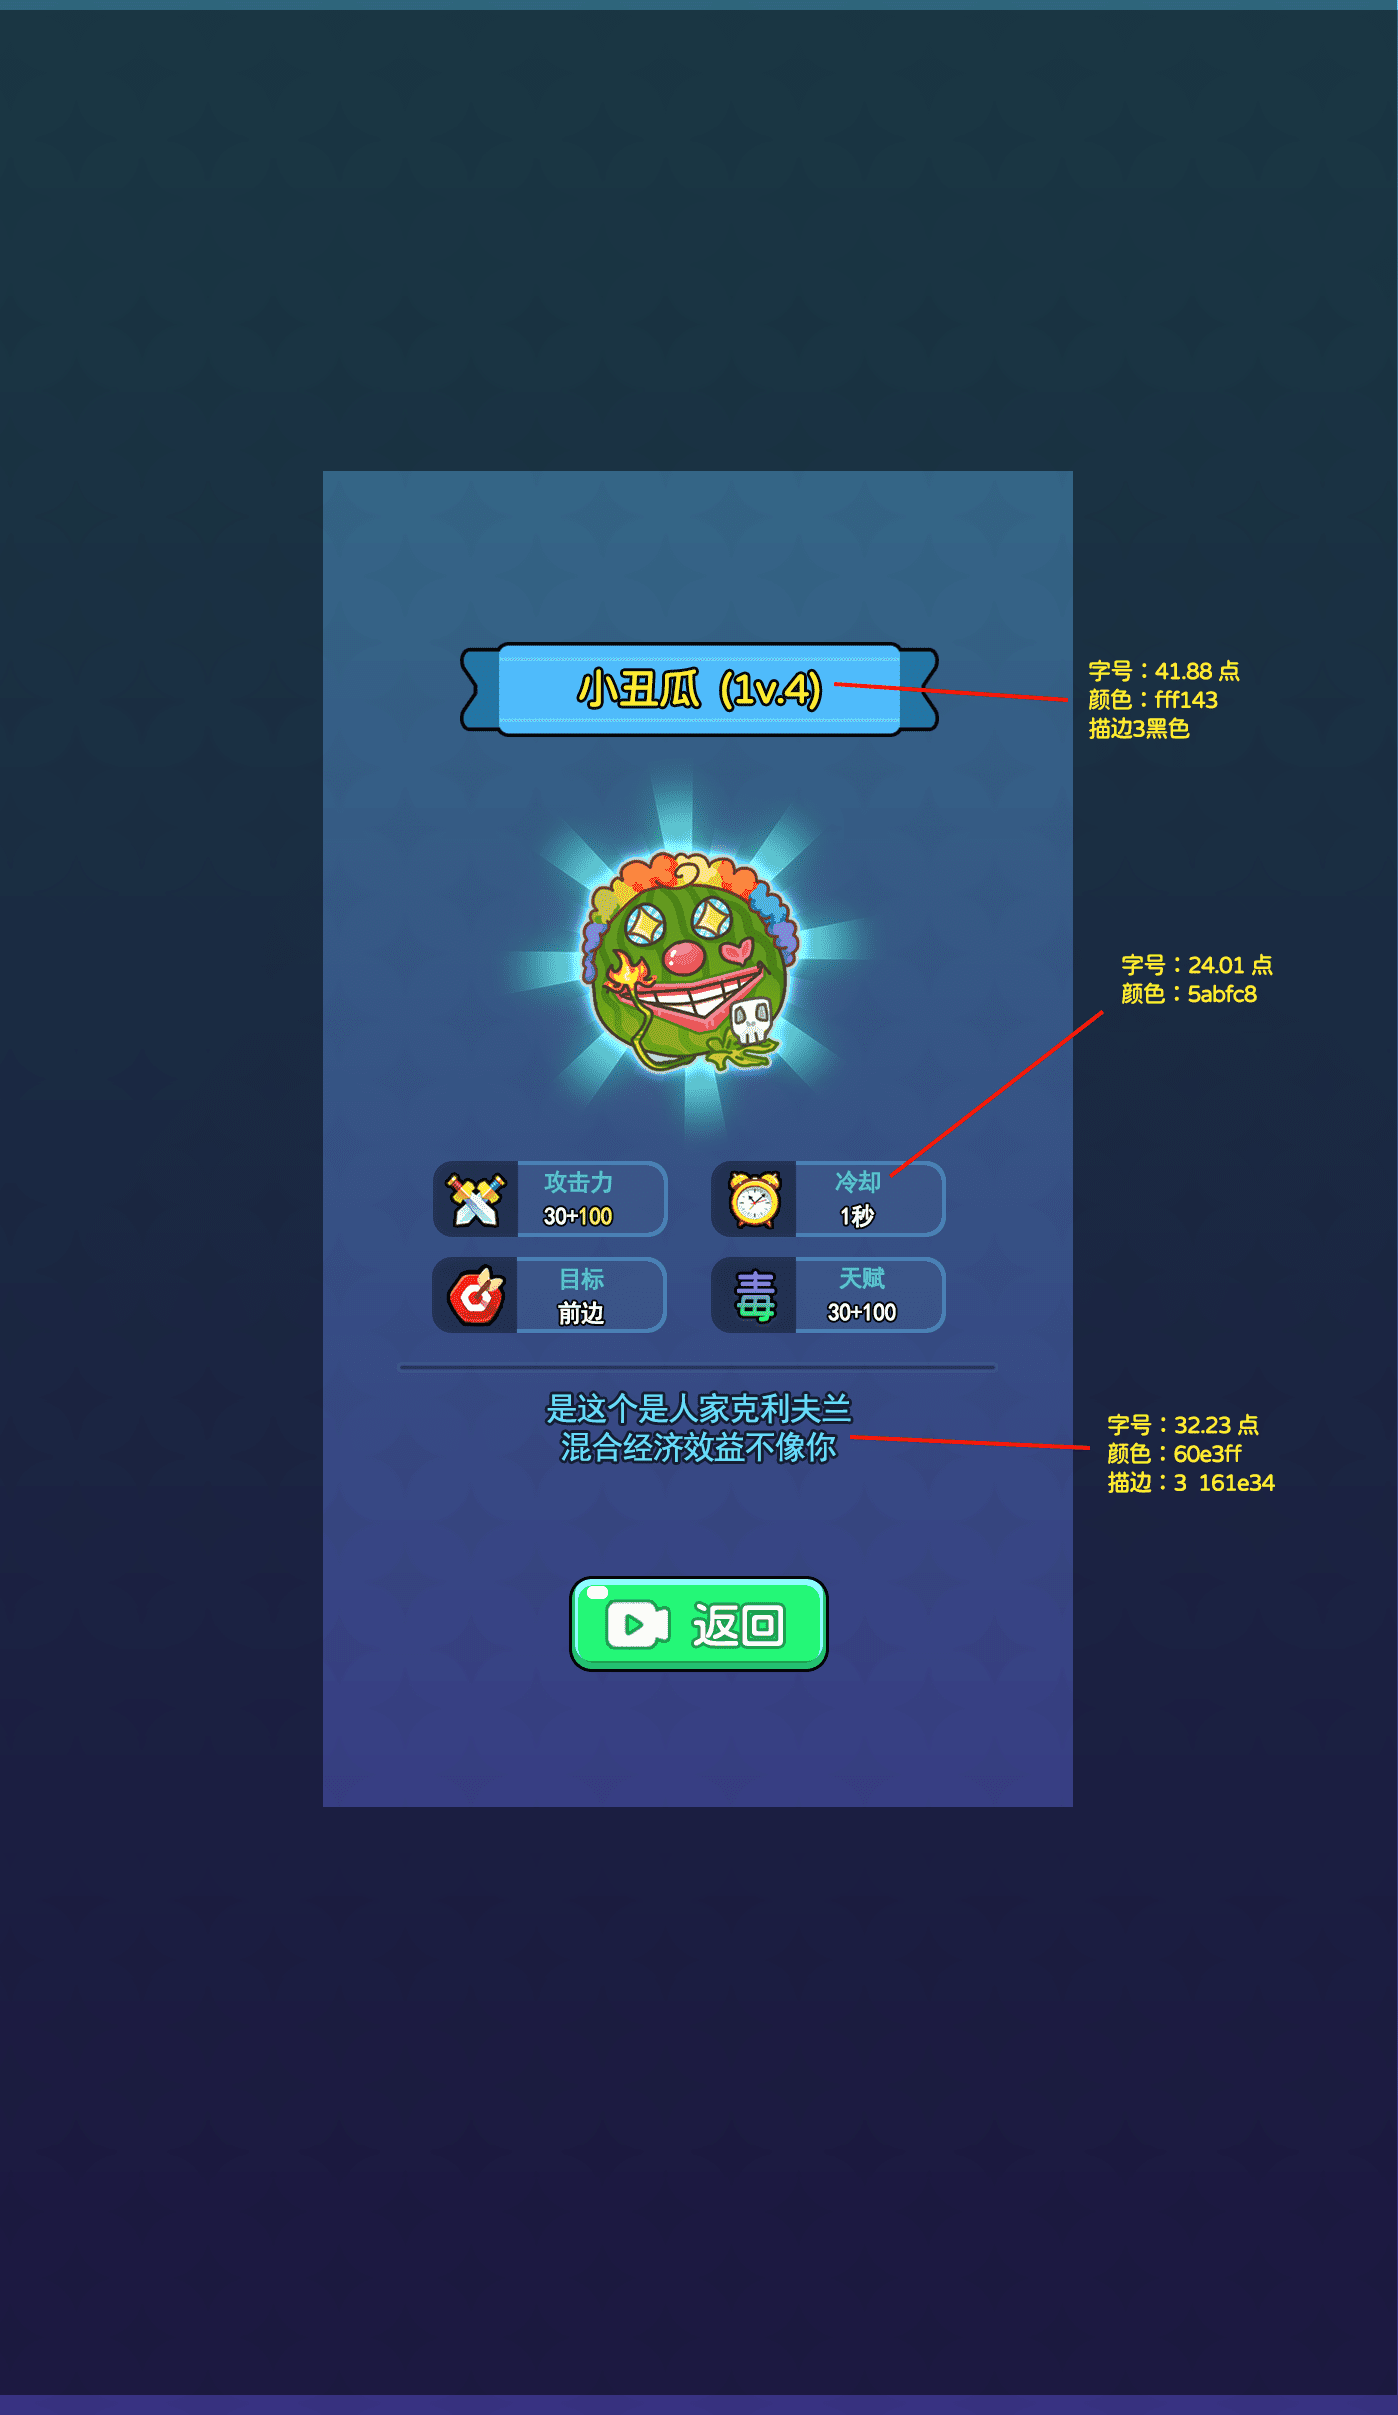 小丑瓜 (1v.4)
字号：41.88 点
颜色：fff143
描边3黑色
字号：24.01 点
颜色：5abfc8
攻击力
30+100
冷却
1秒
目标
前边
毒
天赋
30+100
是这个是人家克利夫兰
混合经济效益不像你
字号：32.23 点
颜色：60e3ff
描边：3 161e34
返回